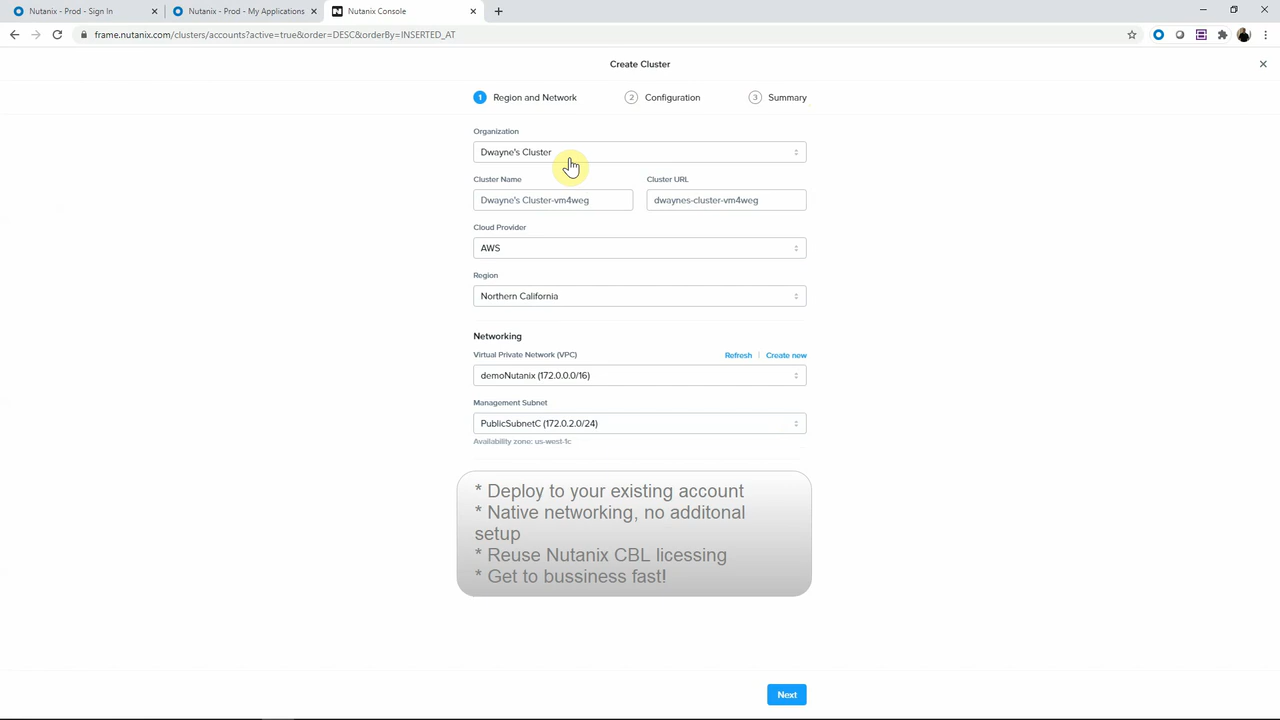 Nutanix - Prod - Sign In
Nutanix - Prod - My Applications
Nutanix Console
frame.nutanix.com/clusters/accounts?active=true&order=DESC&orderBy=INSERTED_AT
Create Cluster
1 Region and Network
2 Configuration
3 Summary
Organization
Dwayne's Cluster
Cluster Name
Cluster URL
Dwayne's Cluster-vm4weg
dwaynes-cluster-vm4weg
Cloud Provider
AWS
Region
Northern California
Networking
Virtual Private Network (VPC)
Refresh | Create new
demoNutanix (172.0.0.0/16)
Management Subnet
PublicSubnetC (172.0.2.0/24)
Availability zone: us-west-1c
* Deploy to your existing account
* Native networking, no additonal
setup
* Reuse Nutanix CBL licessing
* Get to bussiness fast!
Next